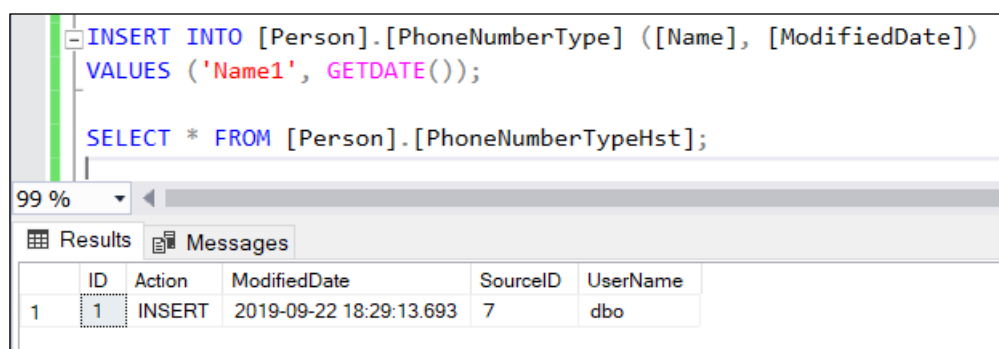 INSERT INTO [Person].[PhoneNumberType] ([Name], [ModifiedDate])
VALUES ('Name1', GETDATE());
SELECT * FROM [Person].[PhoneNumberTypeHst];
99 %
Results Messages
ID Action ModifiedDate SourceID UserName
1 1 INSERT 2019-09-22 18:29:13.693 7 dbo